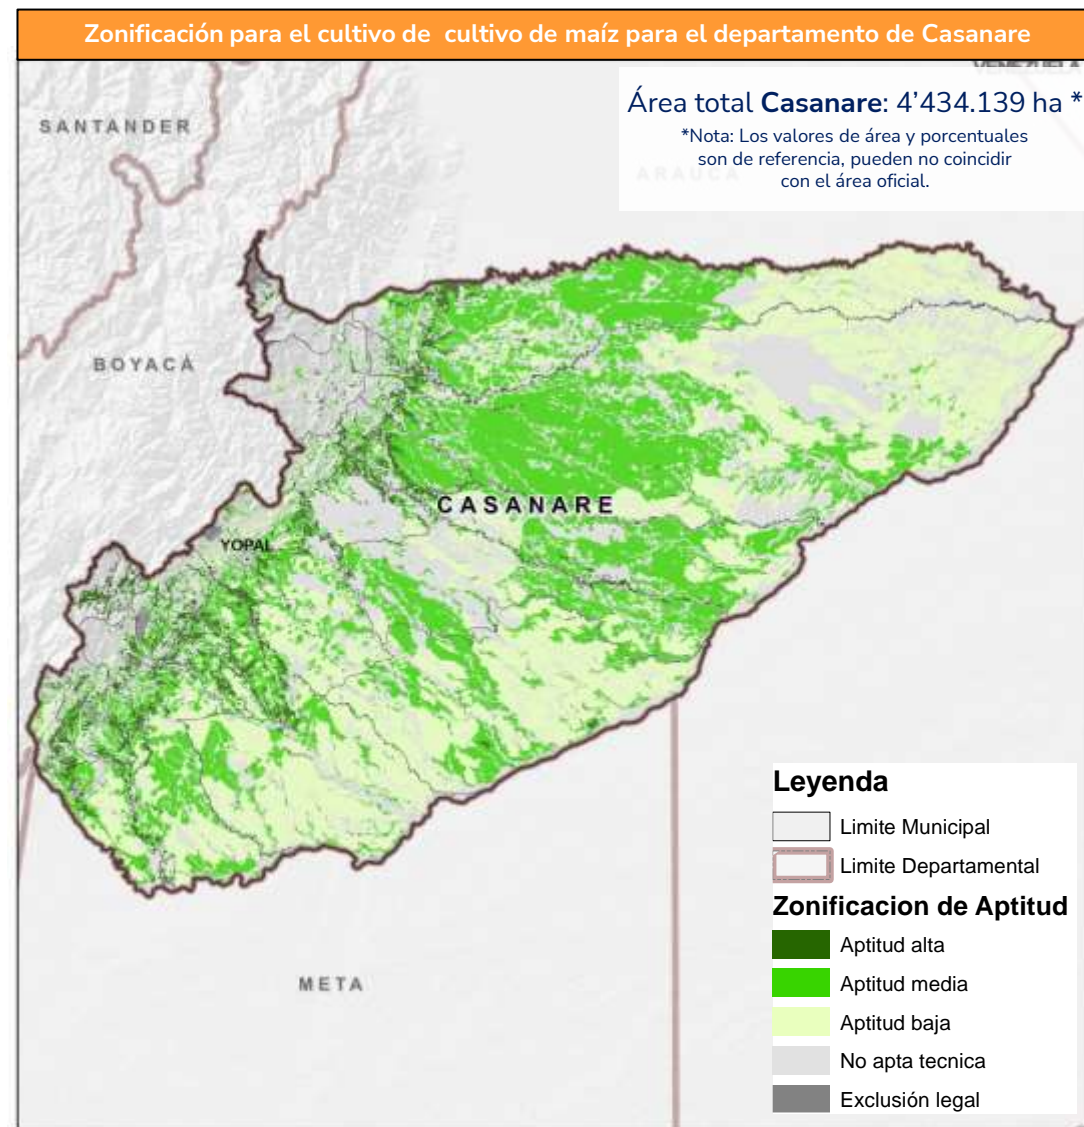 Zonificación para el cultivo de cultivo de maíz para el departamento de Casanare
VENEZUELA
Área total Casanare: 4’434.139 ha *
*Nota: Los valores de área y porcentuales
son de referencia, pueden no coincidir
con el área oficial.
SANTANDER
ARAUCA
BOYACÁ
CASANARE
YOPAL
META
Leyenda
Limite Municipal
Limite Departamental
Zonificacion de Aptitud
Aptitud alta
Aptitud media
Aptitud baja
No apta tecnica
Exclusión legal